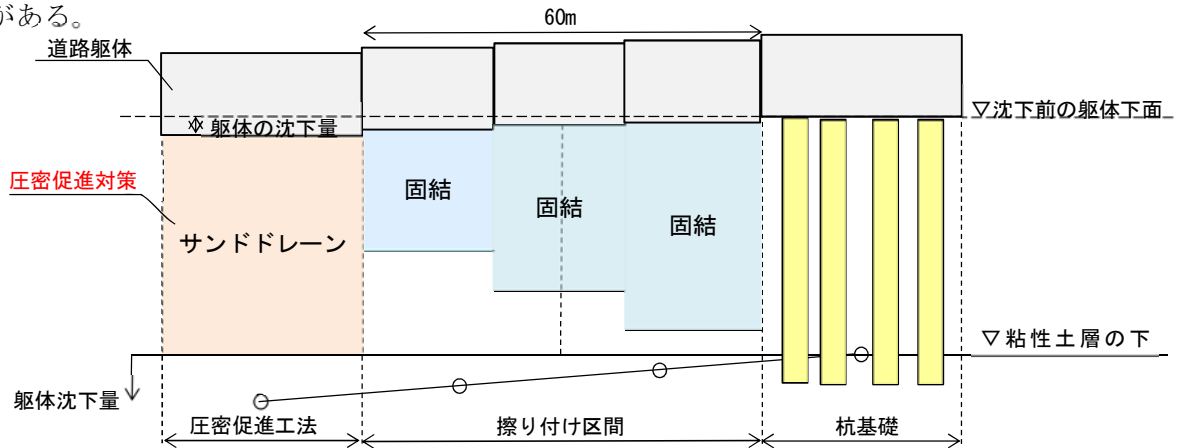 がある。
60m
道路躯体
▽沈下前の躯体下面
躯体の沈下量
圧密促進対策
固結
固結
固結
サンドドレーン
▽粘性土層の下
躯体沈下量
圧密促進工法
擦り付け区間
杭基礎